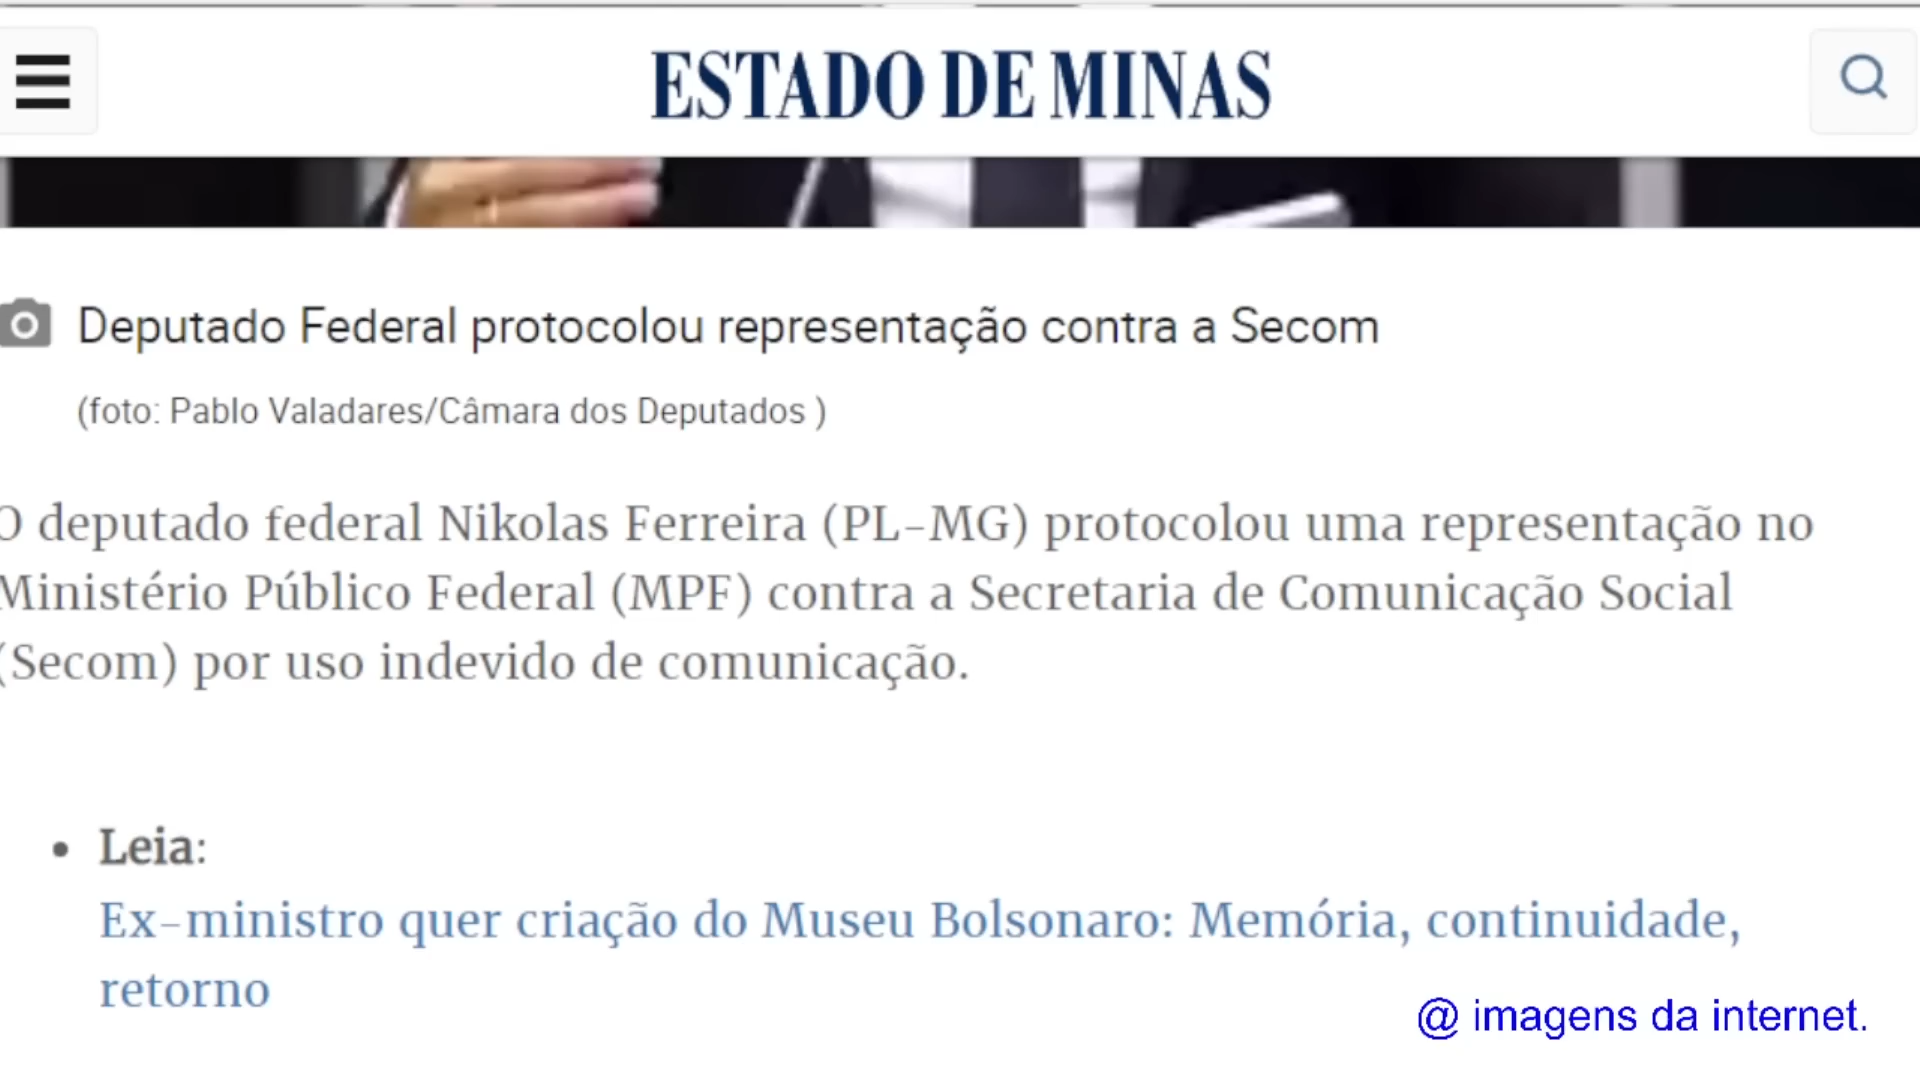 ESTADO DE MINAS
Deputado Federal protocolou representação contra a Secom
(foto: Pablo Valadares/Câmara dos Deputados )
O deputado federal Nikolas Ferreira (PL-MG) protocolou uma representação no
Ministério Público Federal (MPF) contra a Secretaria de Comunicação Social
(Secom) por uso indevido de comunicação.
• Leia:
Ex-ministro quer criação do Museu Bolsonaro: Memória, continuidade,
retorno
@ imagens da internet.